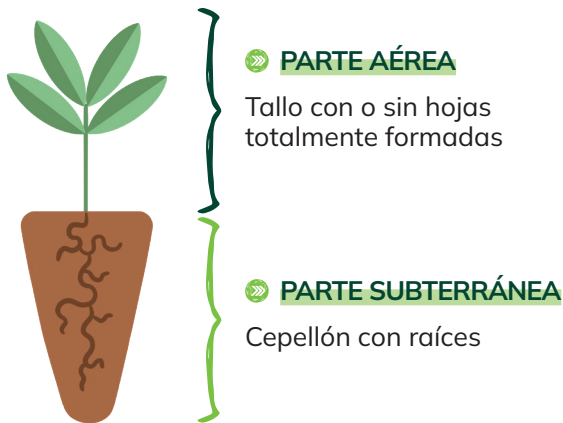 PARTE AÉREA
Tallo con o sin hojas
totalmente formadas
PARTE SUBTERRÁNEA
Cepellón con raíces